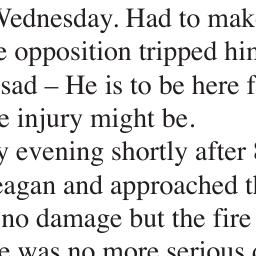 Wednesday. Had to mak
e opposition tripped him
sad – He is to be here f
e injury might be.
y evening shortly after
eagan and approached th
no damage but the fire
e was no more serious